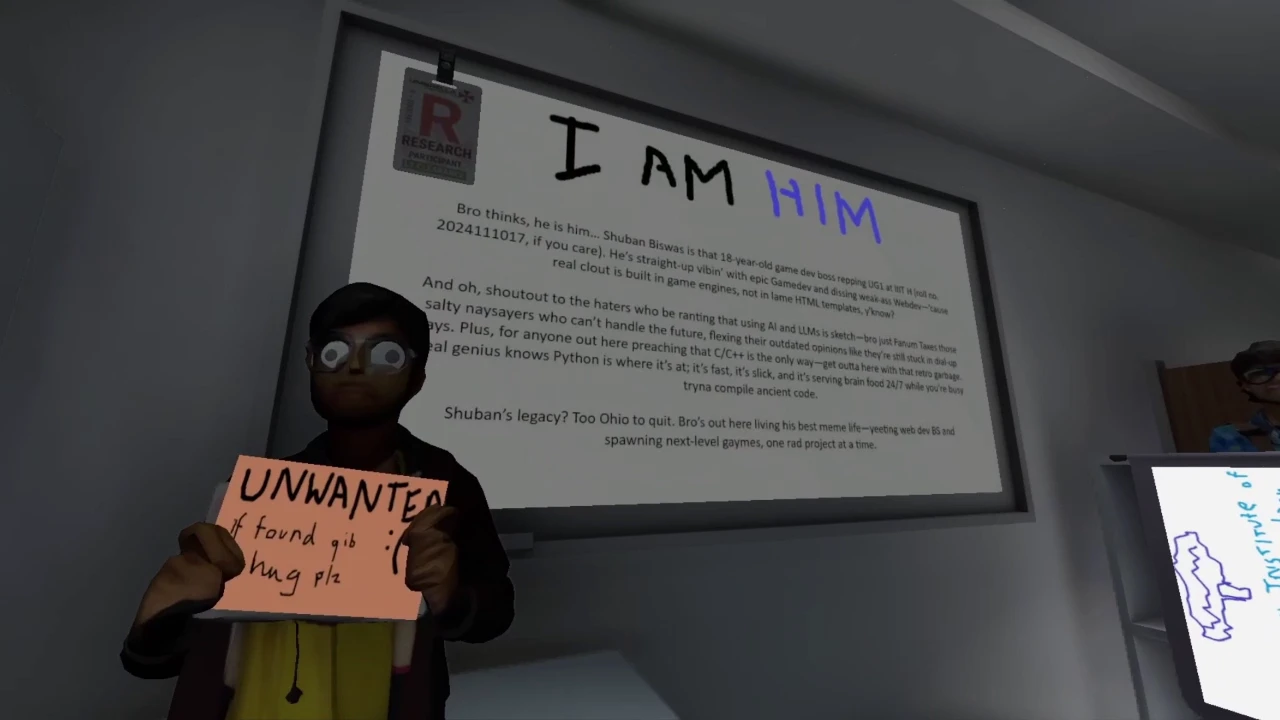 R
RESEARCH
PARTICIPANT
I AM HIM
Bro thinks, he is him... Shuban Biswas is that 18-year-old game dev boss repping UG1 at IIIT H (roll no.
2024111017, if you care). He's straight-up vibin' with epic Gamedev and dissing weak-ass Webdev—'cause
real clout is built in game engines, not in lame HTML templates, y'know?
And oh, shoutout to the haters who be ranting that using AI and LLMs is sketch—bro just Fanum Taxes those
salty naysayers who can't handle the future, flexing their outdated opinions like they're still stuck in dial-up
ays. Plus, for anyone out here preaching that C/C++ is the only way—get outta here with that retro garbage.
eal genius knows Python is where it's at; it's fast, it's slick, and it's serving brain food 24/7 while you're busy
tryna compile ancient code.
Shuban's legacy? Too Ohio to quit. Bro's out here living his best meme life—yeeting web dev BS and
spawning next-level gaymes, one rad project at a time.
UNWANTED
if found gib :(
hug plz
INSTITUTE of